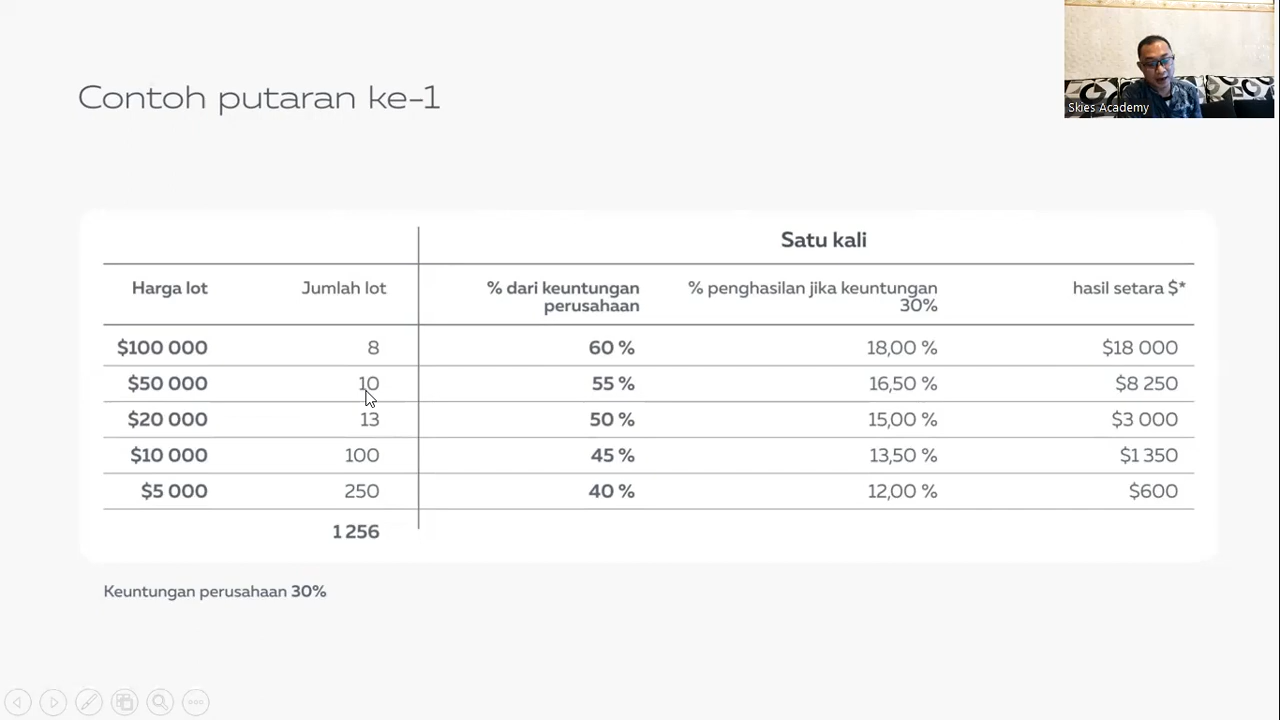 Skies Academy
Contoh putaran ke-1
Satu kali
Harga lot Jumlah lot % dari keuntungan perusahaan % penghasilan jika keuntungan 30% hasil setara $*
$100 000 8 60 % 18,00 % $18 000
$50 000 10 55 % 16,50 % $8 250
$20 000 13 50 % 15,00 % $3 000
$10 000 100 45 % 13,50 % $1 350
$5 000 250 40 % 12,00 % $600
1 256
Keuntungan perusahaan 30%